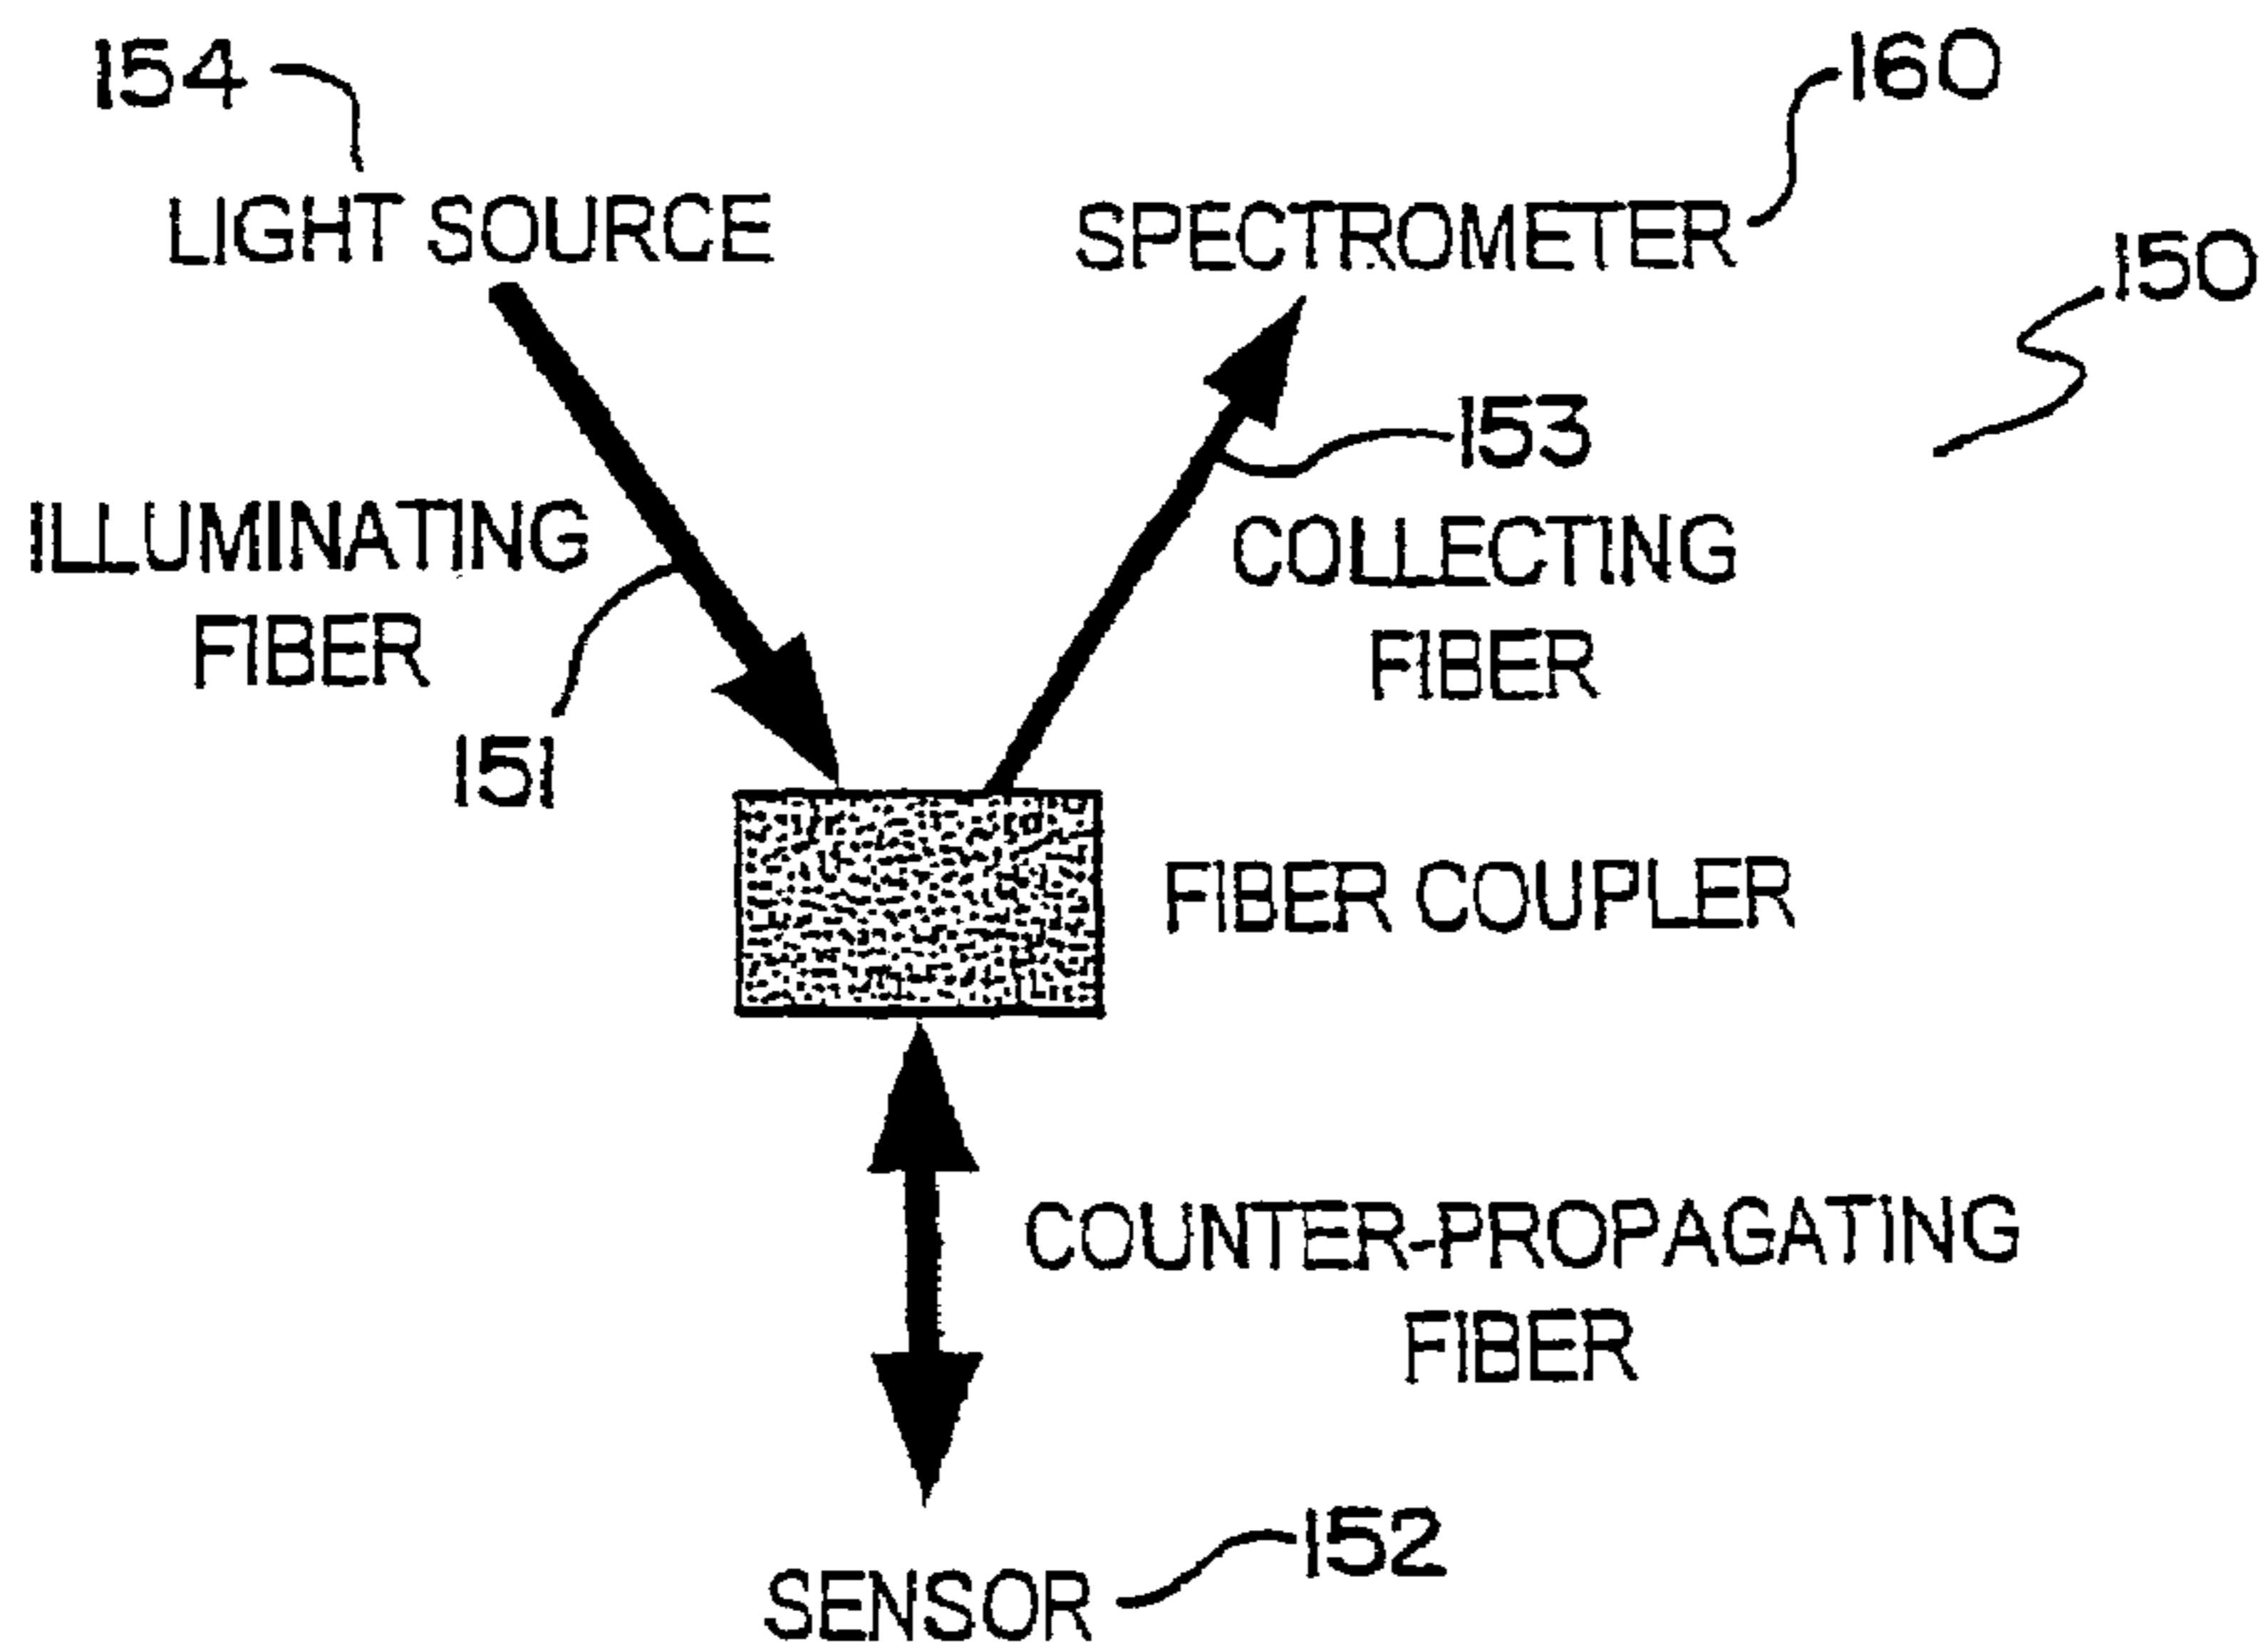 154
160
LIGHT SOURCE
SPECTROMETER
150
153
ILLUMINATING
FIBER
COLLECTING
FIBER
151
FIBER COUPLER
COUNTER-PROPAGATING
FIBER
152
SENSOR